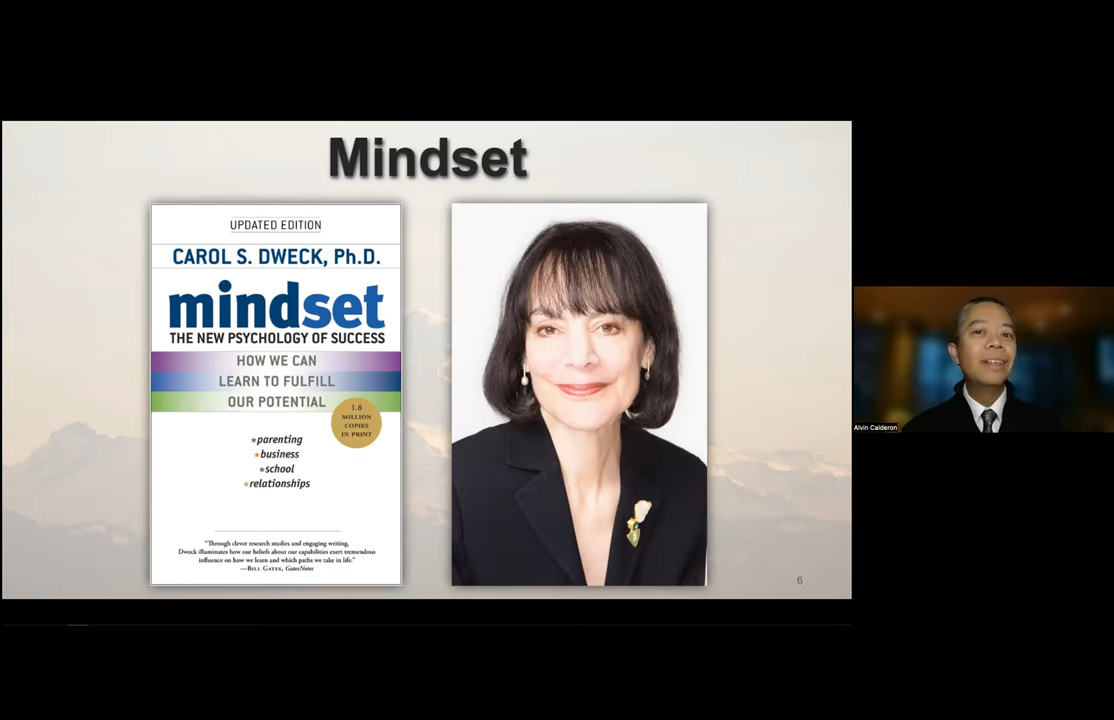 Mindset
UPDATED EDITION
CAROL S. DWECK, Ph.D.
mindset
THE NEW PSYCHOLOGY OF SUCCESS
HOW WE CAN
LEARN TO FULFILL
OUR POTENTIAL
1.8
MILLION
COPIES
IN PRINT
*parenting
*business
*school
*relationships
"Through clever research studies and engaging writing,
Dweck illuminates how our beliefs about our capabilities exert tremendous
influence on how we learn and which paths we take in life."
—BILL GATES, GatesNotes
6
Alvin Calderon